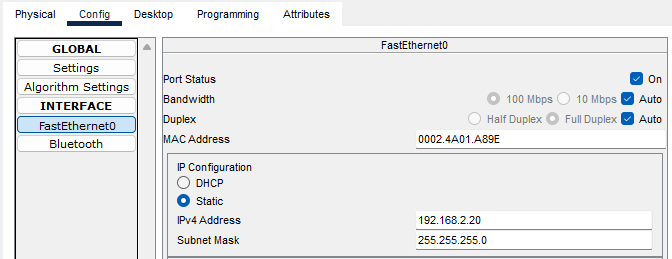 Physical Config Desktop Programming Attributes
GLOBAL
Settings
Algorithm Settings
INTERFACE
FastEthernet0
Bluetooth
FastEthernet0
Port Status On
Bandwidth 100 Mbps 10 Mbps Auto
Duplex Half Duplex Full Duplex Auto
MAC Address 0002.4A01.A89E
IP Configuration
DHCP
Static
IPv4 Address 192.168.2.20
Subnet Mask 255.255.255.0